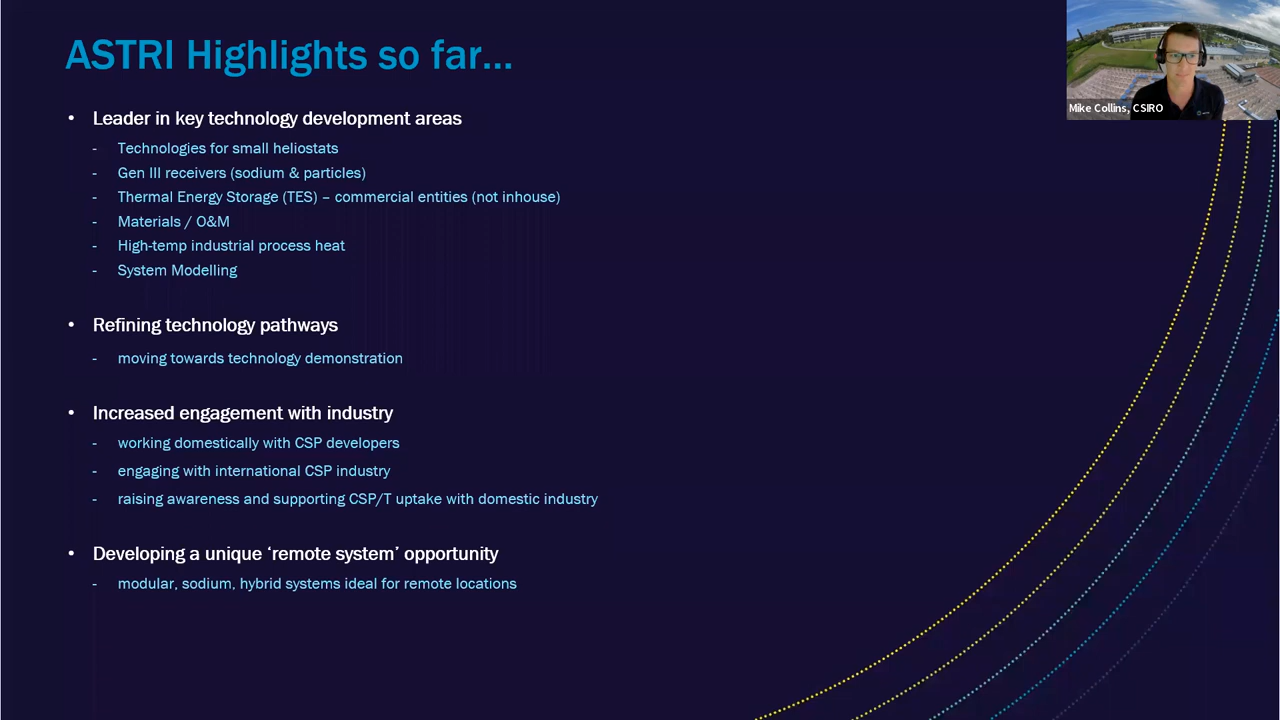 ASTRI Highlights so far...
Mike Collins, CSIRO
• Leader in key technology development areas
- Technologies for small heliostats
- Gen III receivers (sodium & particles)
- Thermal Energy Storage (TES) – commercial entities (not inhouse)
- Materials / O&M
- High-temp industrial process heat
- System Modelling
• Refining technology pathways
- moving towards technology demonstration
• Increased engagement with industry
- working domestically with CSP developers
- engaging with international CSP industry
- raising awareness and supporting CSP/T uptake with domestic industry
• Developing a unique ‘remote system’ opportunity
- modular, sodium, hybrid systems ideal for remote locations